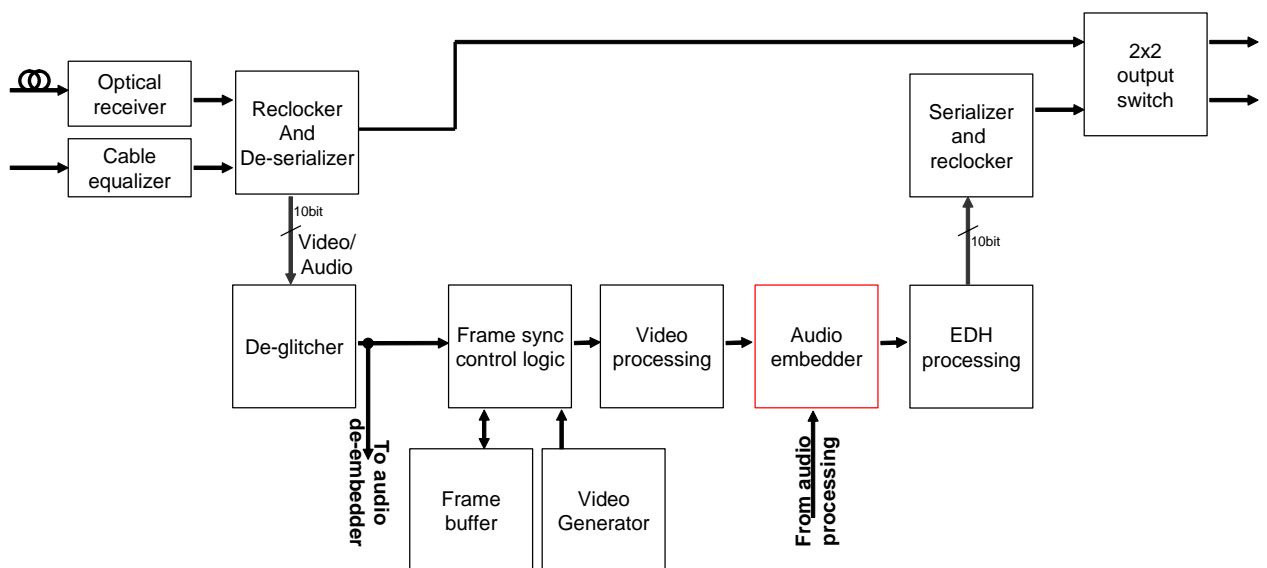 Optical
receiver
Cable
equalizer
Reclocker
And
De-serializer
2x2
output
switch
Serializer
and
reclocker
10bit
Video/
Audio
10bit
De-glitcher
Frame sync
control logic
Video
processing
Audio
embedder
EDH
processing
To audio
de-embedder
Frame
buffer
Video
Generator
From audio
processing